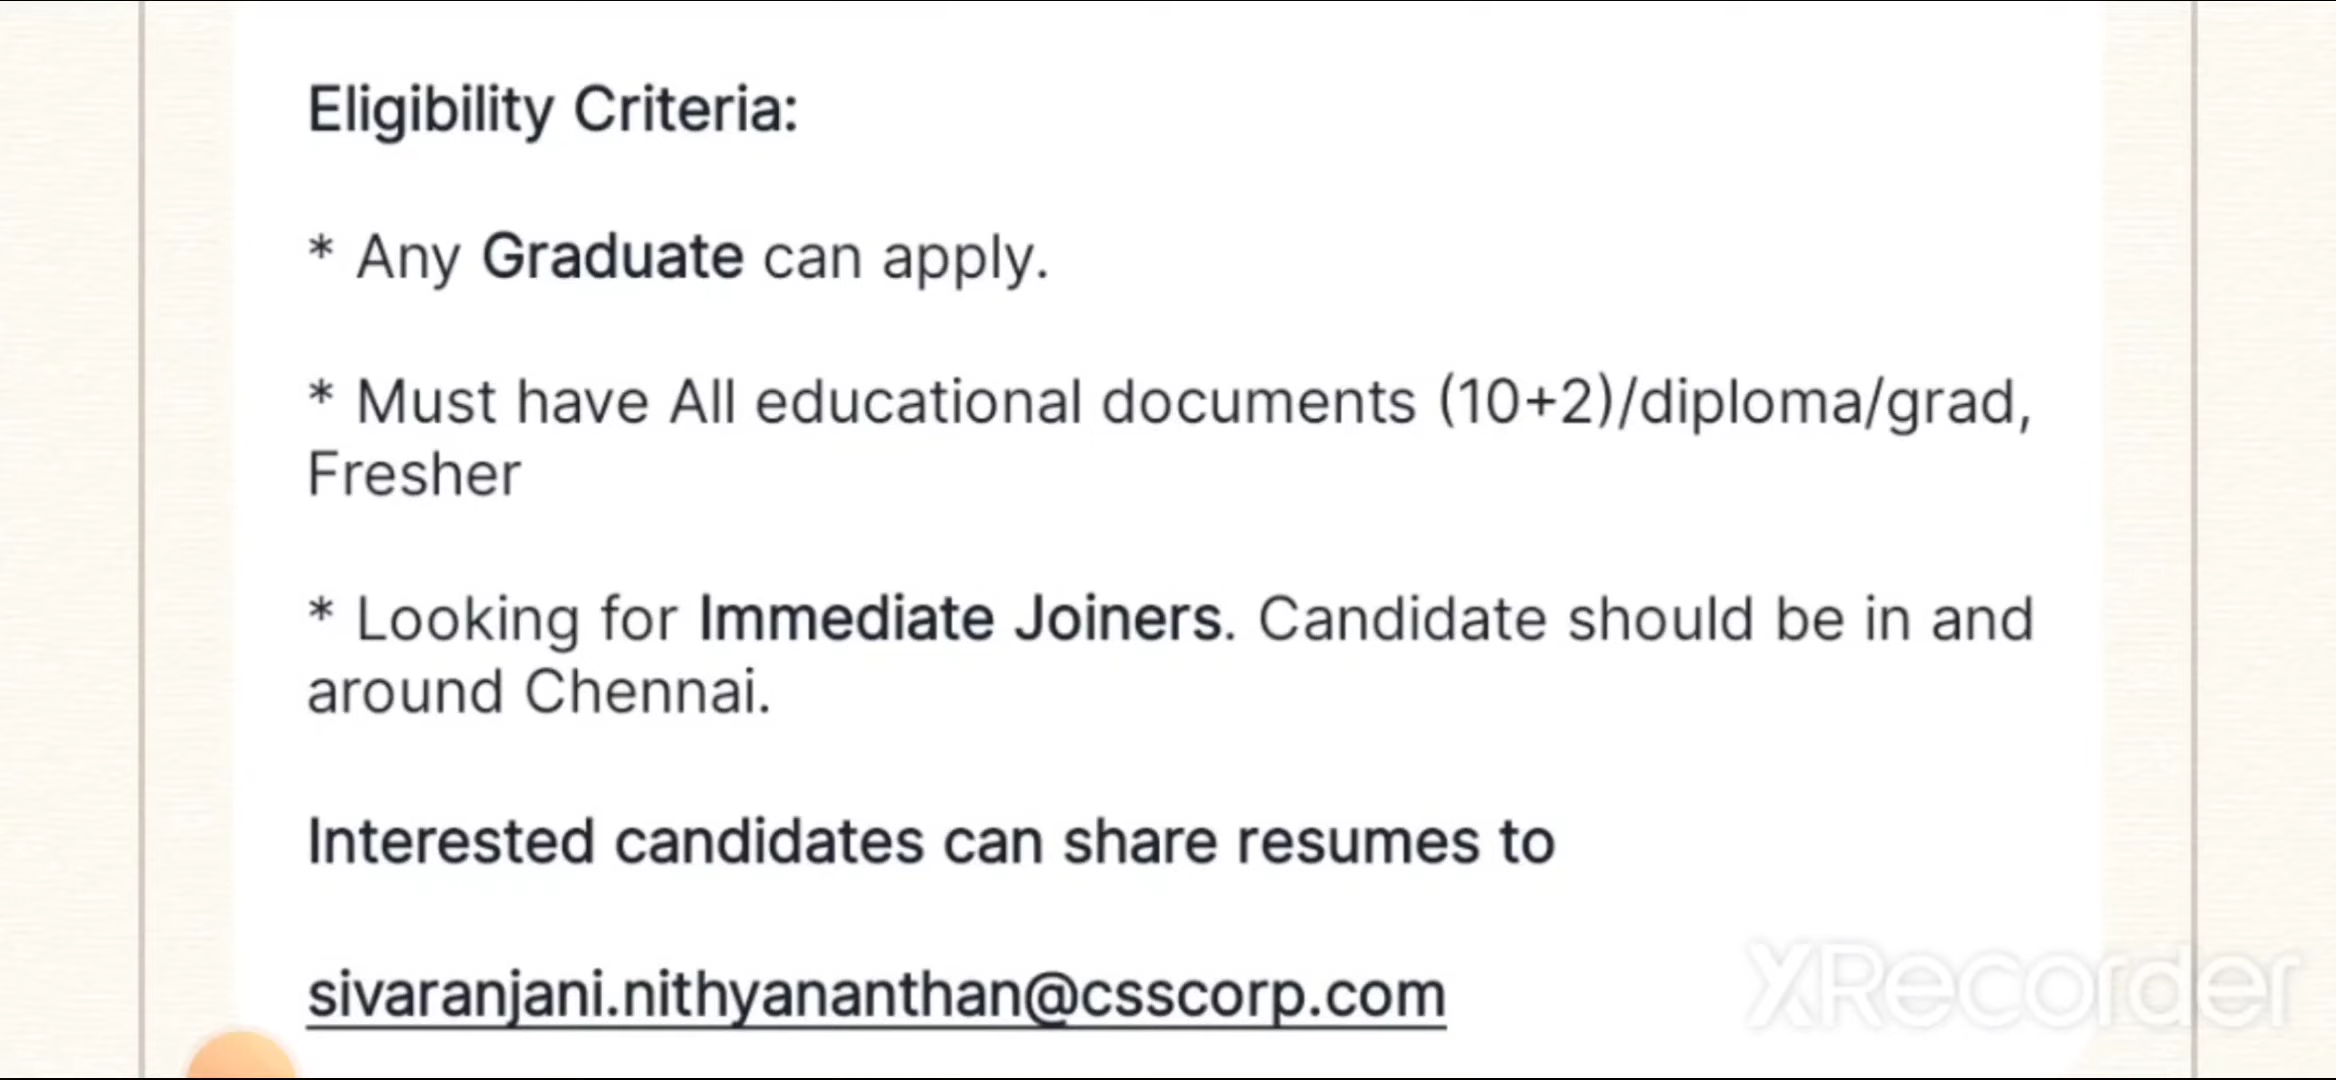 Eligibility Criteria:
* Any Graduate can apply.
* Must have All educational documents (10+2)/diploma/grad,
Fresher
* Looking for Immediate Joiners. Candidate should be in and
around Chennai.
Interested candidates can share resumes to
sivaranjani.nithyananthan@csscorp.com
XRecorder